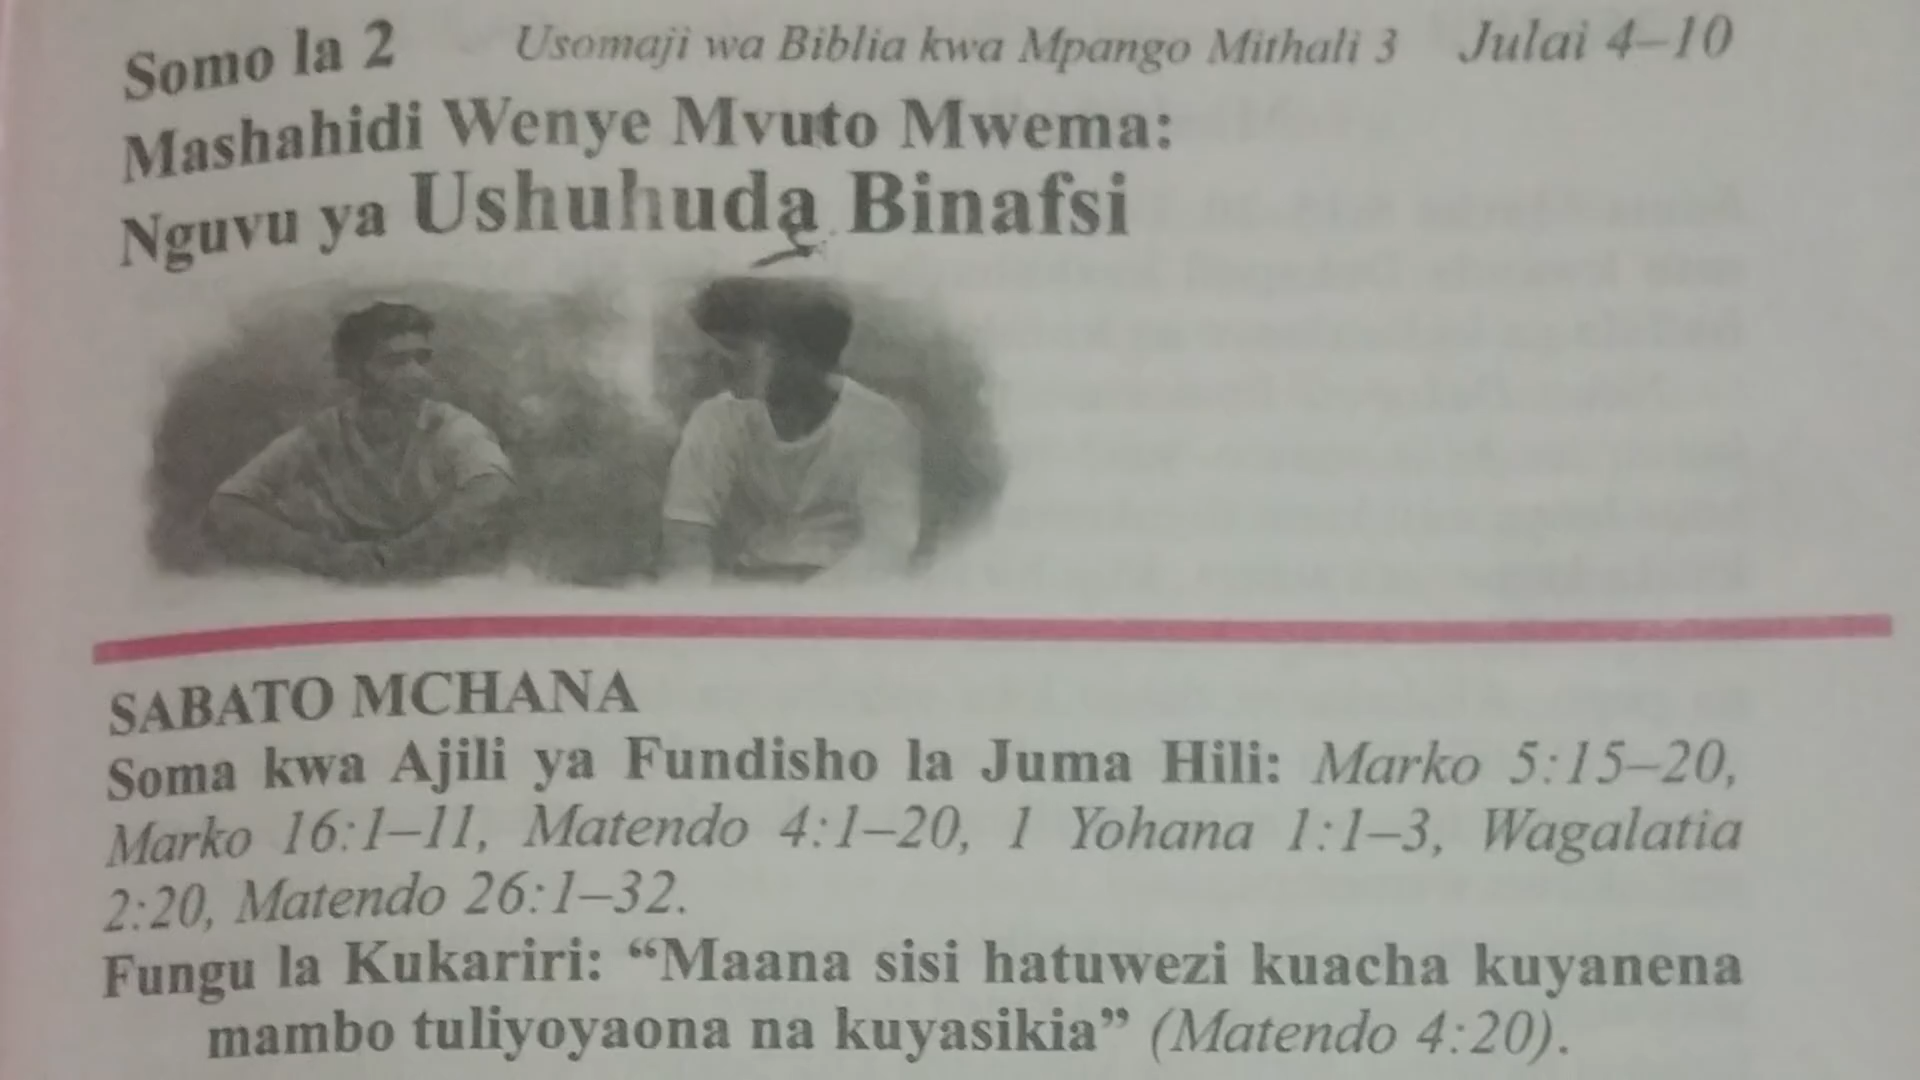 Somo la 2 Usomaji wa Biblia kwa Mpango Mithali 3 Julai 4–10
Mashahidi Wenye Mvuto Mwema:
Nguvu ya Ushuhuda Binafsi
SABATO MCHANA
Soma kwa Ajili ya Fundisho la Juma Hili: Marko 5:15–20,
Marko 16:1–11, Matendo 4:1–20, 1 Yohana 1:1–3, Wagalatia
2:20, Matendo 26:1–32.
Fungu la Kukariri: “Maana sisi hatuwezi kuacha kuyanena
mambo tuliyoyaona na kuyasikia” (Matendo 4:20).